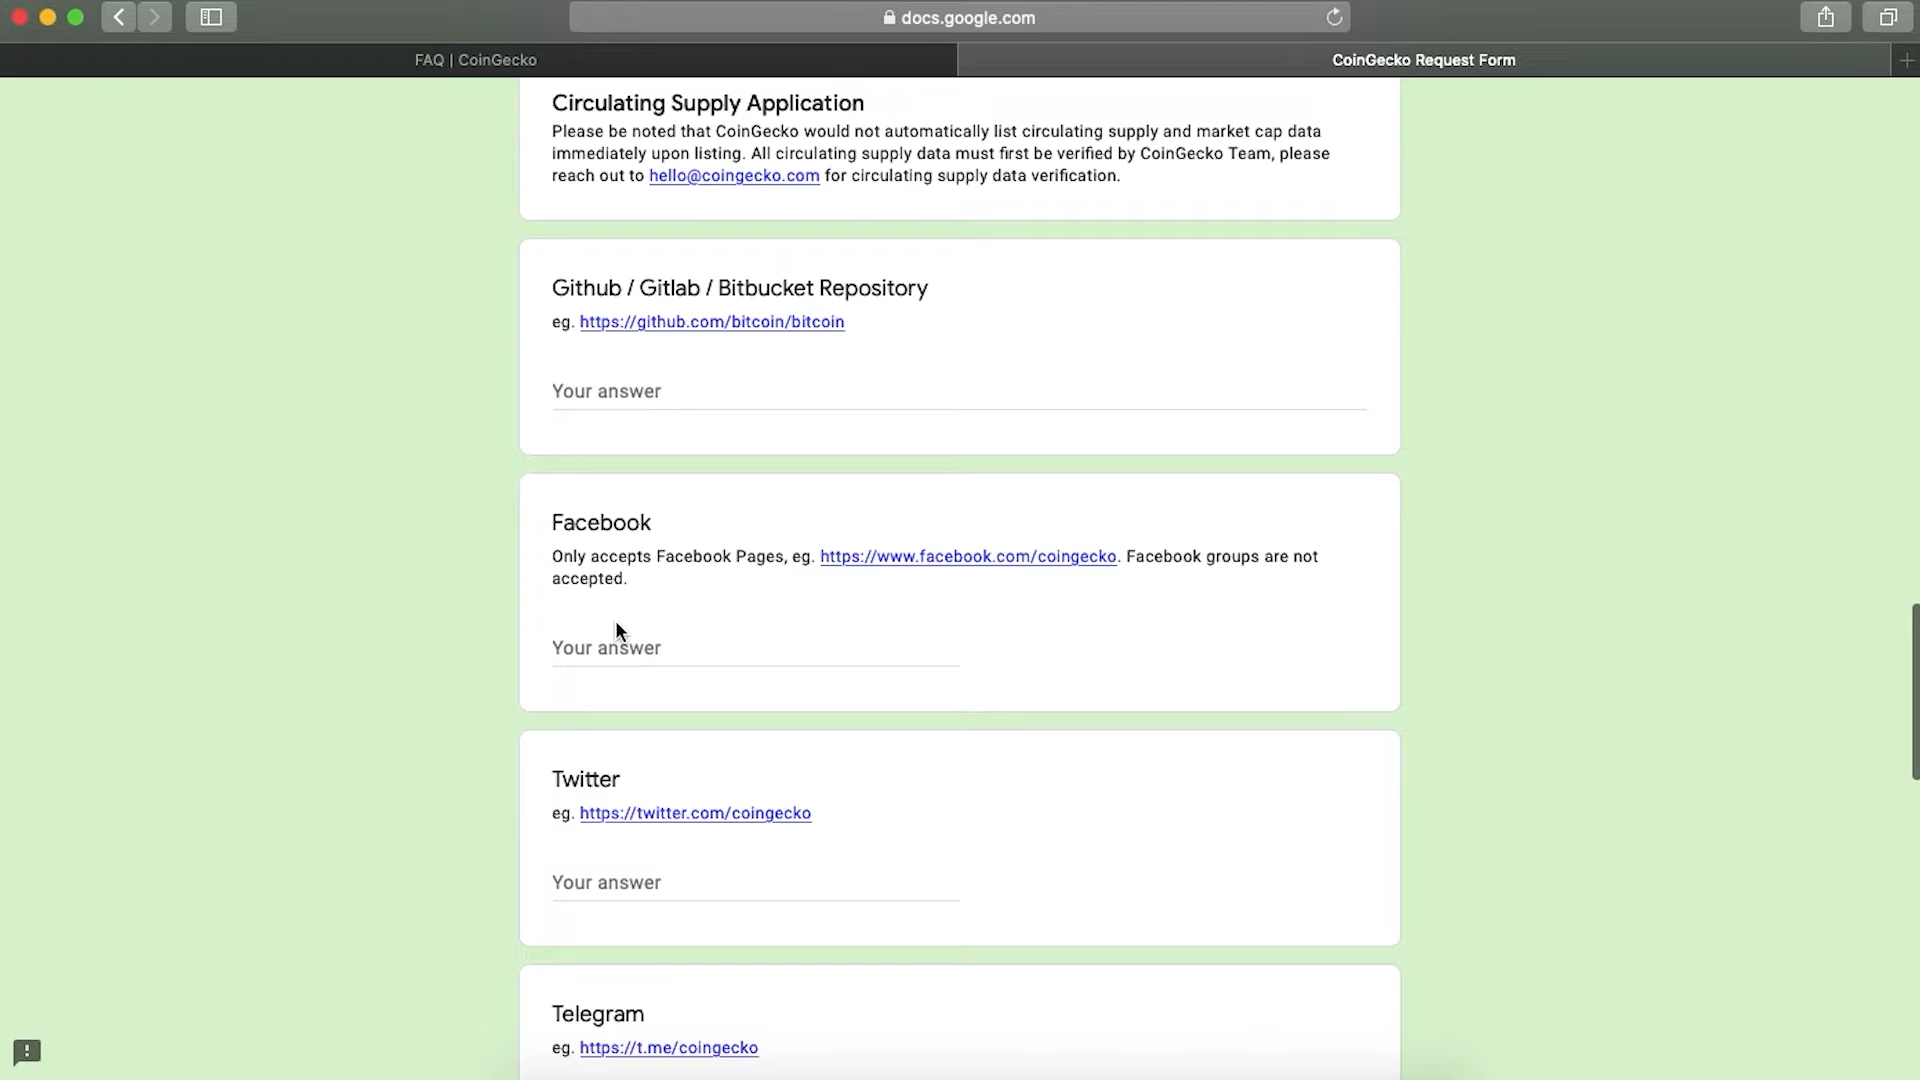 docs.google.com
FAQ | CoinGecko
CoinGecko Request Form
Circulating Supply Application
Please be noted that CoinGecko would not automatically list circulating supply and market cap data
immediately upon listing. All circulating supply data must first be verified by CoinGecko Team, please
reach out to hello@coingecko.com for circulating supply data verification.
Github / Gitlab / Bitbucket Repository
eg. https://github.com/bitcoin/bitcoin
Your answer
Facebook
Only accepts Facebook Pages, eg. https://www.facebook.com/coingecko. Facebook groups are not
accepted.
Your answer
Twitter
eg. https://twitter.com/coingecko
Your answer
Telegram
eg. https://t.me/coingecko